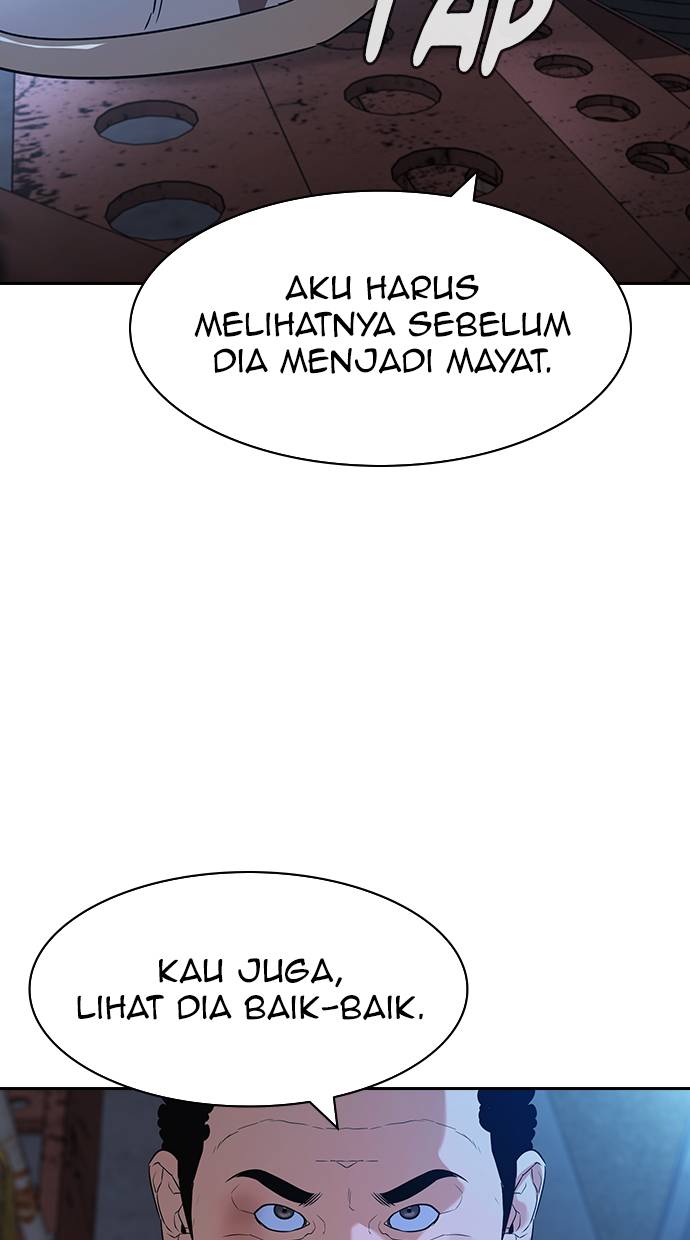 TAP
AKU HARUS
MELIHATNYA SEBELUM
DIA MENJADI MAYAT.
KAU JUGA,
LIHAT DIA BAIK-BAIK.